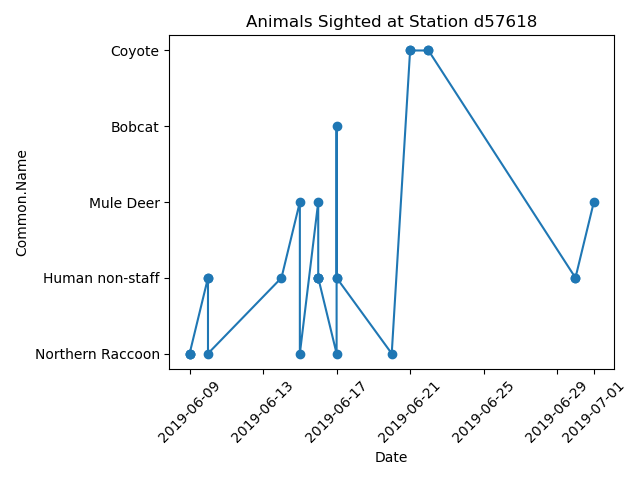 Animals Sighted at Station d57618
Common.Name
Coyote
Bobcat
Mule Deer
Human non-staff
Northern Raccoon
2019-06-09
2019-06-13
2019-06-17
2019-06-21
2019-06-25
2019-06-29
2019-07-01
Date